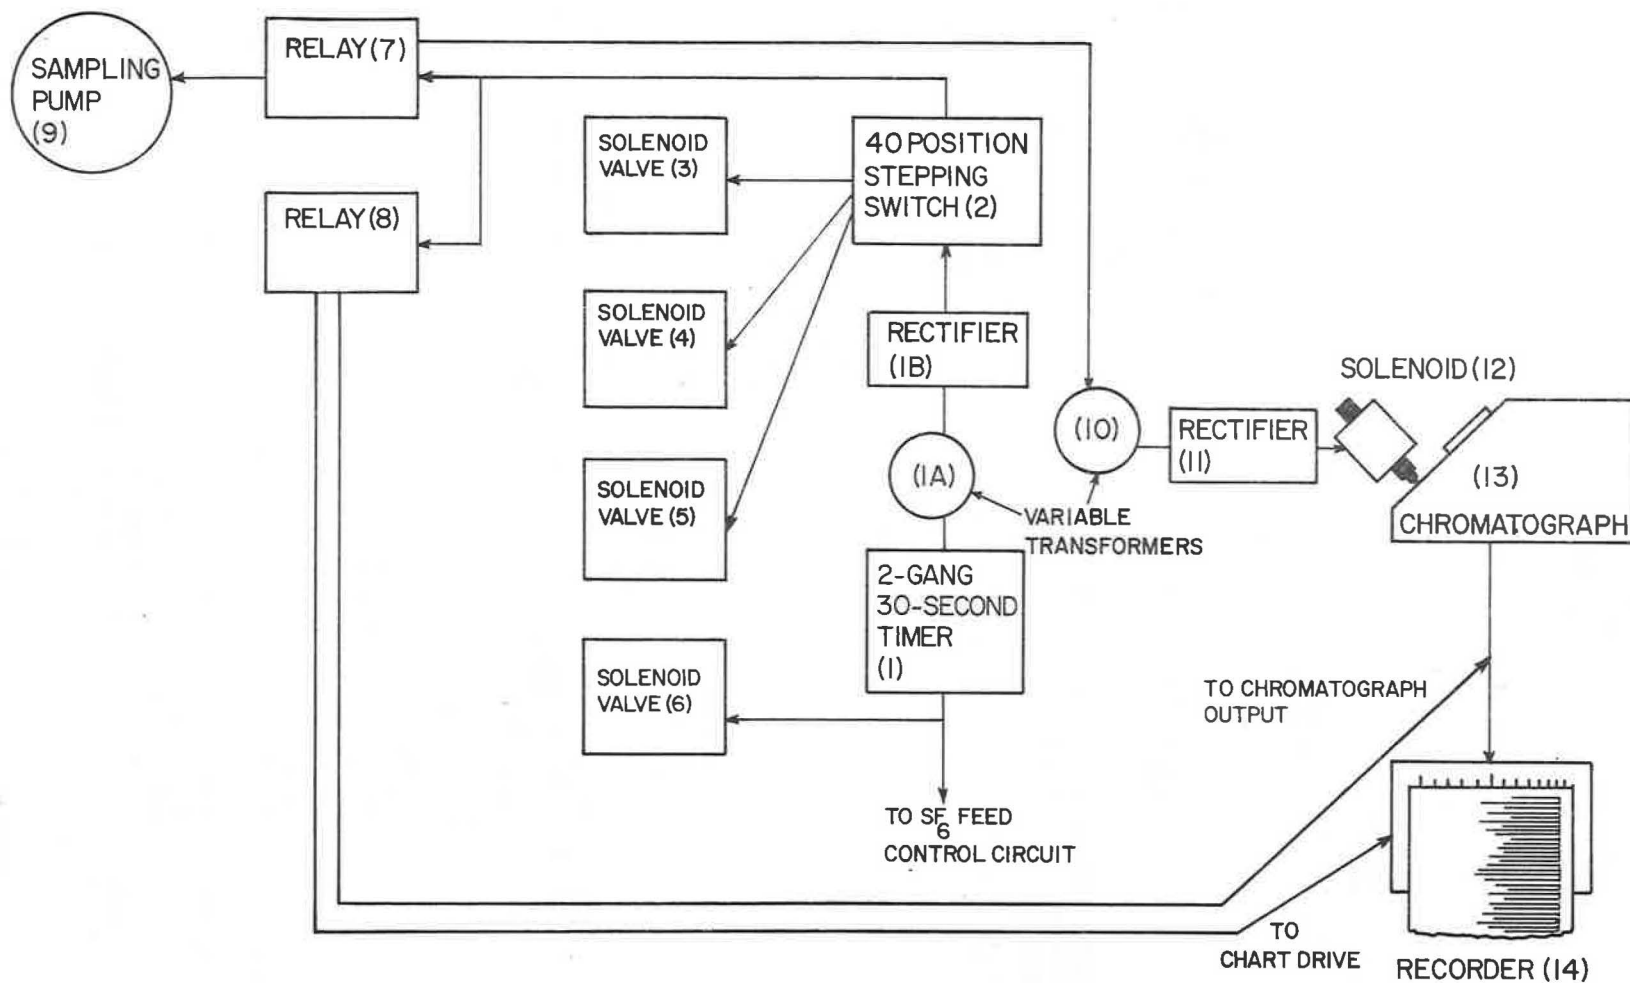 SAMPLING
PUMP
(9)
RELAY(7)
RELAY(8)
SOLENOID
VALVE (3)
SOLENOID
VALVE (4)
SOLENOID
VALVE (5)
SOLENOID
VALVE (6)
40 POSITION
STEPPING
SWITCH (2)
RECTIFIER
(1B)
(1A)
2-GANG
30-SECOND
TIMER
(1)
TO SF6 FEED
CONTROL CIRCUIT
(10)
VARIABLE
TRANSFORMERS
RECTIFIER
(11)
SOLENOID (12)
(13)
CHROMATOGRAPH
TO CHROMATOGRAPH
OUTPUT
TO
CHART DRIVE
RECORDER (14)